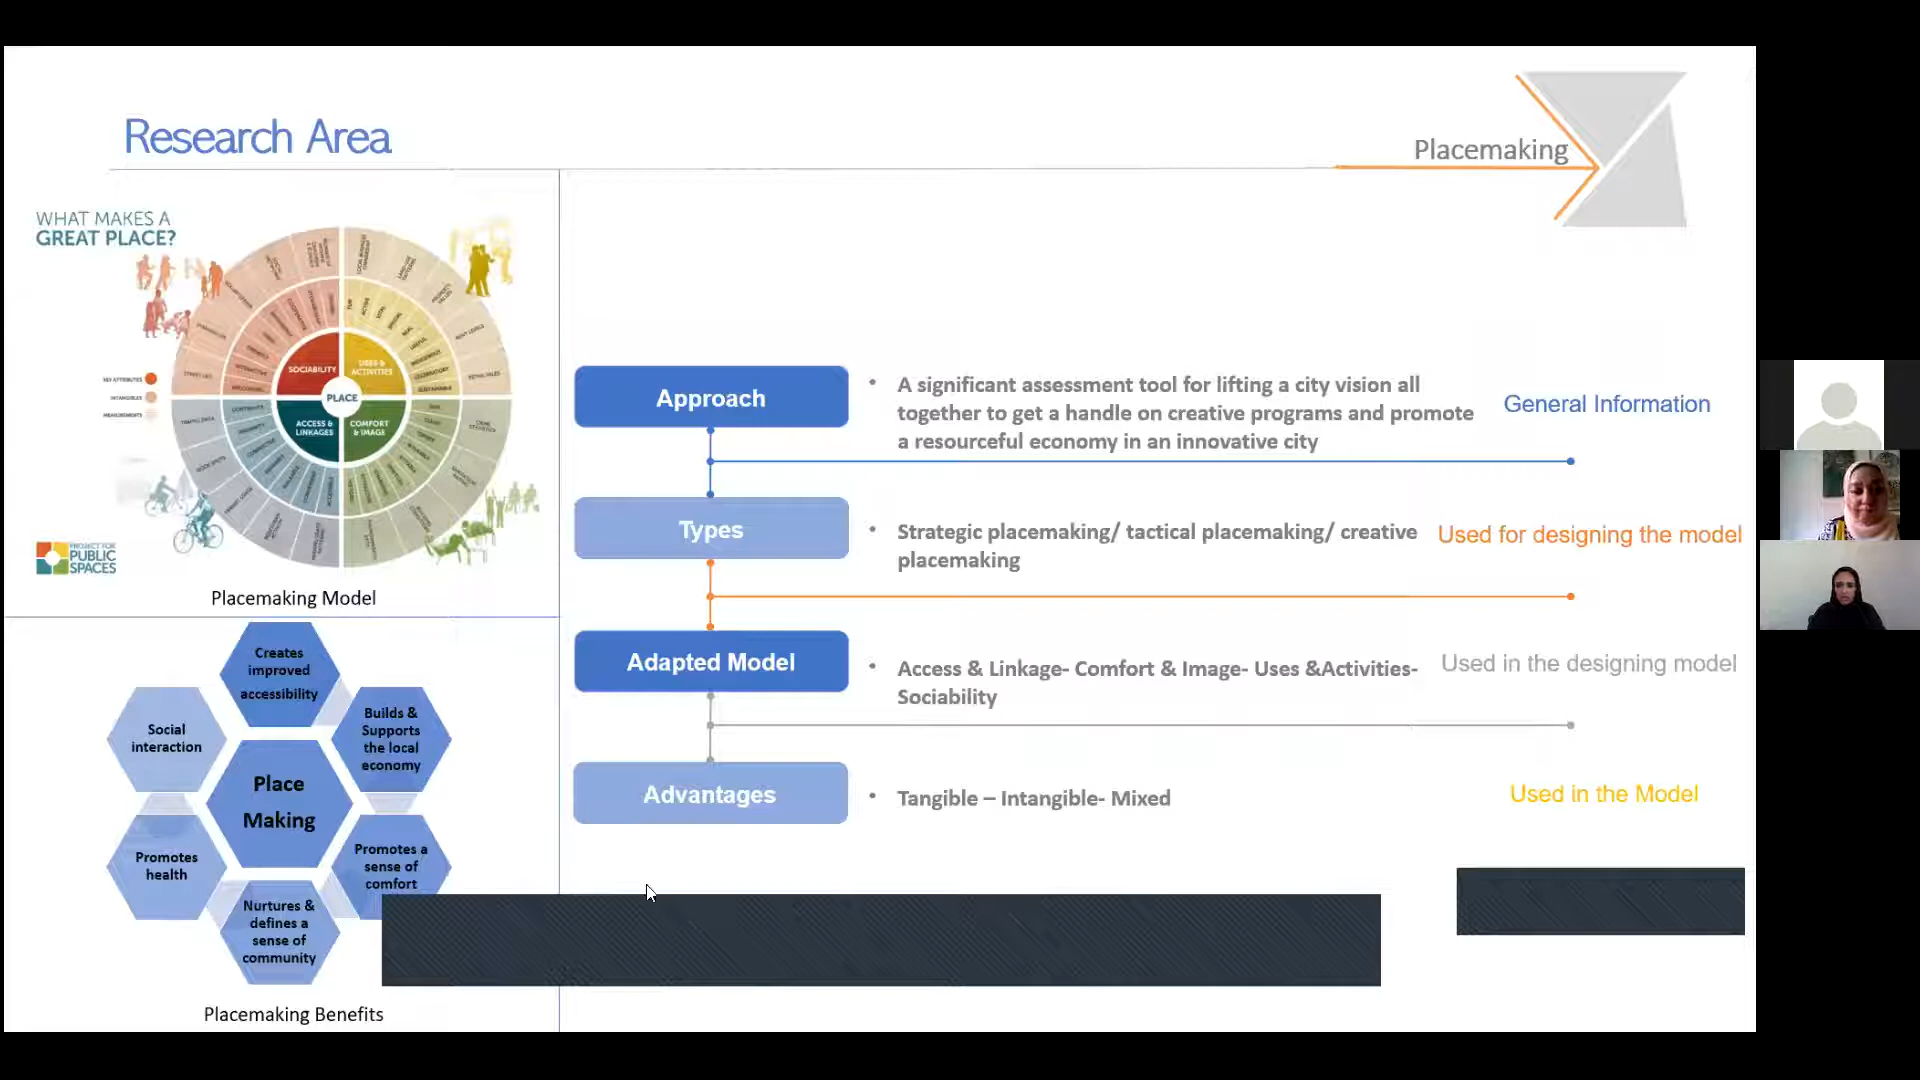 Research Area
Placemaking
WHAT MAKES A
GREAT PLACE?
SOCIABILITY
USES &
ACTIVITIES
PLACE
ACCESS &
LINKAGES
COMFORT
& IMAGE
KEY ATTRIBUTES
INTANGIBLES
MEASUREMENTS
PROJECT FOR
PUBLIC
SPACES
Placemaking Model
Creates
improved
accessibility
Builds &
Supports
the local
economy
Social
interaction
Place
Making
Promotes
health
Promotes a
sense of
comfort
Nurtures &
defines a
sense of
community
Placemaking Benefits
Approach
• A significant assessment tool for lifting a city vision all
together to get a handle on creative programs and promote
a resourceful economy in an innovative city
General Information
Types
• Strategic placemaking/ tactical placemaking/ creative
placemaking
Used for designing the model
Adapted Model
• Access & Linkage- Comfort & Image- Uses &Activities-
Sociability
Used in the designing model
Advantages
• Tangible – Intangible- Mixed
Used in the Model